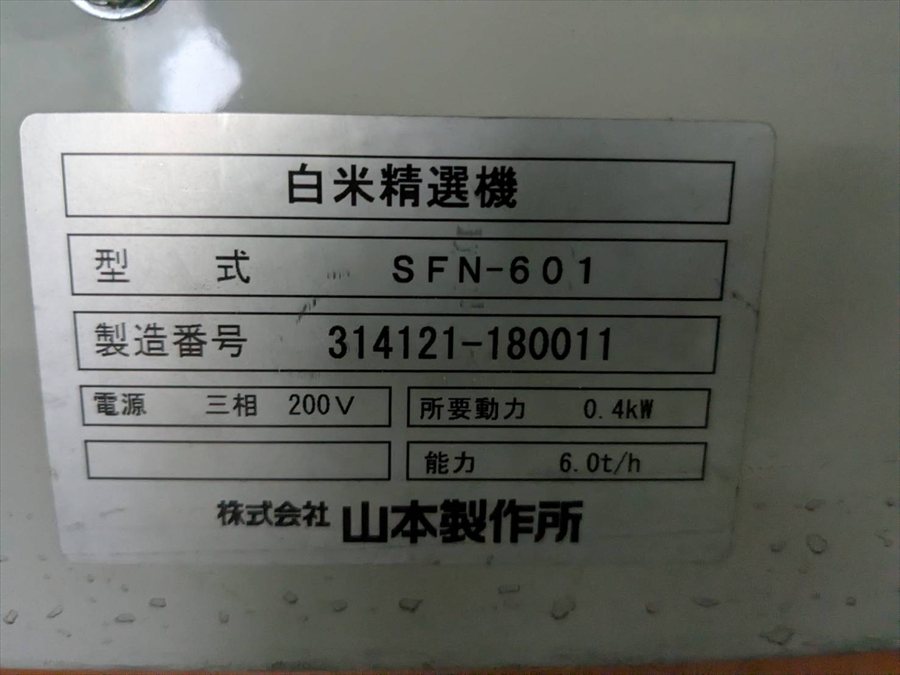 白米精選機
型 式 SFN-601
製造番号 314121-180011
電源 三相 200V 所要動力 0.4kW
能力 6.0t/h
株式会社 山本製作所